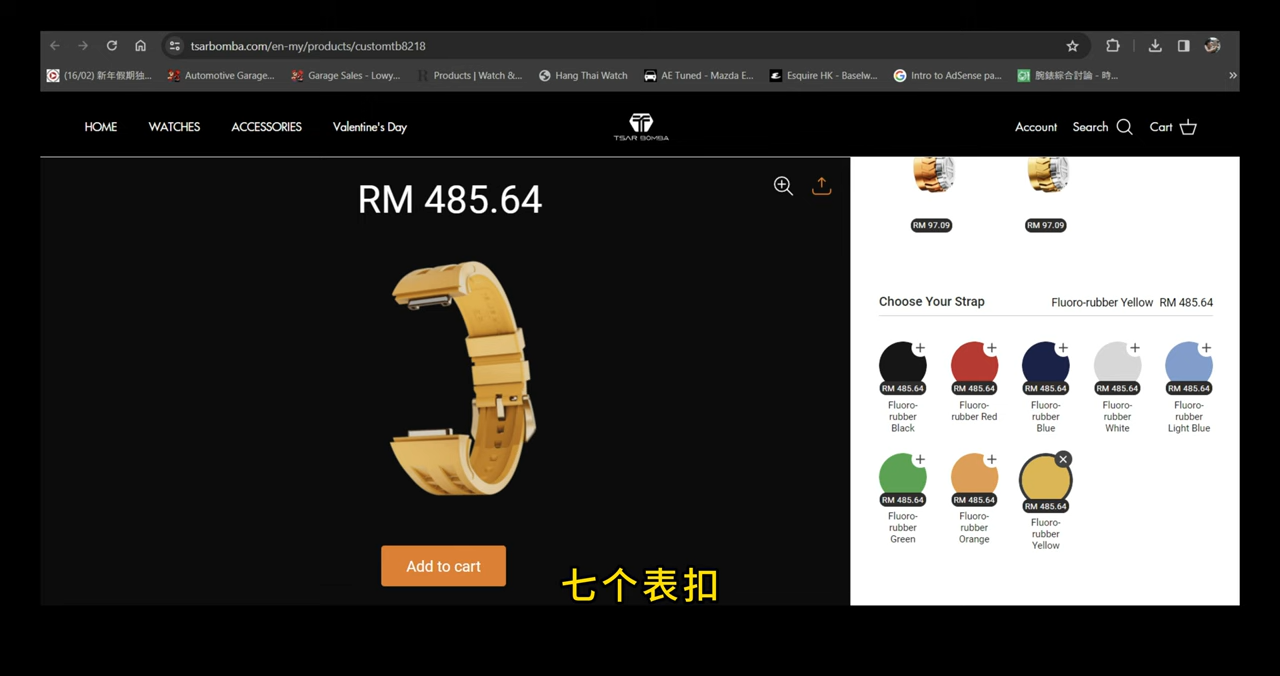 tsarbomba.com/en-my/products/customtb8218
(16/02) 新年假期独...
Automotive Garage...
Garage Sales - Lowy...
Products | Watch &...
Hang Thai Watch
AE Tuned - Mazda E...
Esquire HK - Baselw...
Intro to AdSense pa...
腕錶綜合討論 - 時...
HOME
WATCHES
ACCESSORIES
Valentine's Day
TSAR BOMBA
Account
Search
Cart
RM 485.64
RM 97.09
RM 97.09
Choose Your Strap
Fluoro-rubber Yellow RM 485.64
RM 485.64
Fluoro-
rubber
Black
RM 485.64
Fluoro-
rubber Red
RM 485.64
Fluoro-
rubber
Blue
RM 485.64
Fluoro-
rubber
White
RM 485.64
Fluoro-
rubber
Light Blue
RM 485.64
Fluoro-
rubber
Green
RM 485.64
Fluoro-
rubber
Orange
RM 485.64
Fluoro-
rubber
Yellow
Add to cart
七个表扣